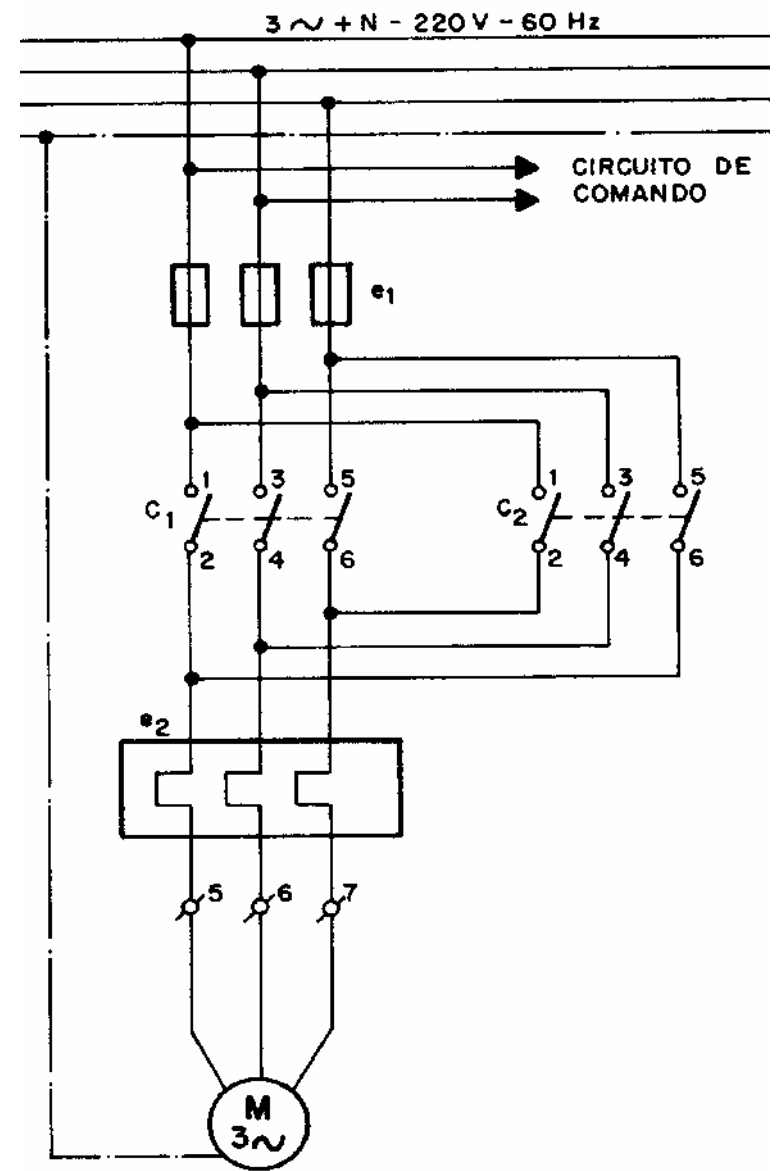 3 ~ + N - 220 V - 60 Hz
CIRCUITO DE
COMANDO
e1
1 3 5
C1
2 4 6
1 3 5
C2
2 4 6
e2
5 6 7
M
3~